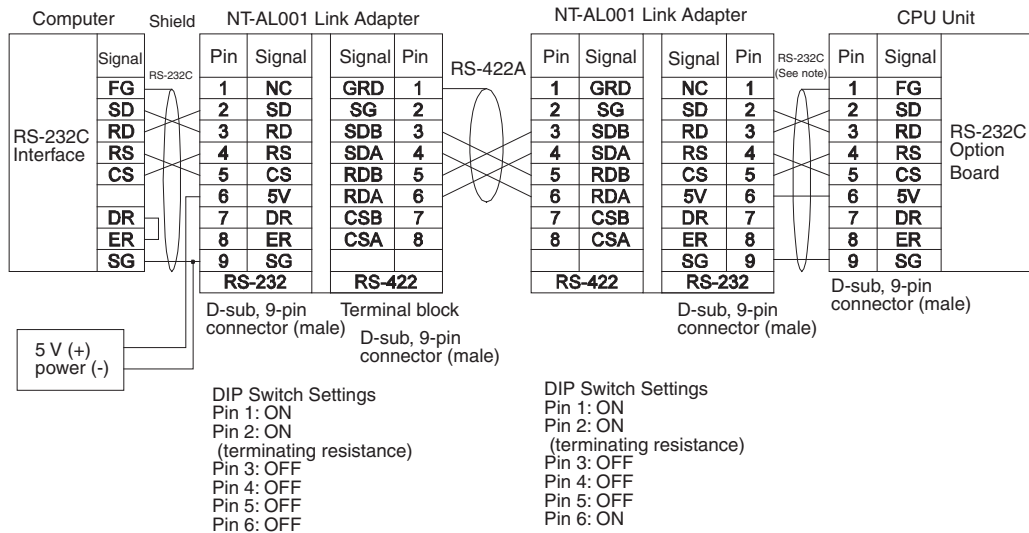 Computer
Shield
NT-AL001 Link Adapter
NT-AL001 Link Adapter
CPU Unit
RS-232C Interface
Signal
FG
SD
RD
RS
CS
DR
ER
SG
RS-232C
Pin Signal
1 NC
2 SD
3 RD
4 RS
5 CS
6 5V
7 DR
8 ER
9 SG
RS-232
Signal Pin
GRD 1
SG 2
SDB 3
SDA 4
RDB 5
RDA 6
CSB 7
CSA 8
RS-422
RS-422A
Pin Signal
1 GRD
2 SG
3 SDB
4 SDA
5 RDB
6 RDA
7 CSB
8 CSA
RS-422
Signal Pin
NC 1
SD 2
RD 3
RS 4
CS 5
5V 6
DR 7
ER 8
SG 9
RS-232
RS-232C
(See note)
Pin Signal
1 FG
2 SD
3 RD
4 RS
5 CS
6 5V
7 DR
8 ER
9 SG
RS-232C
Option
Board
D-sub, 9-pin
connector (male)
Terminal block
D-sub, 9-pin
connector (male)
D-sub, 9-pin
connector (male)
D-sub, 9-pin
connector (male)
5 V (+)
power (-)
DIP Switch Settings
Pin 1: ON
Pin 2: ON
(terminating resistance)
Pin 3: OFF
Pin 4: OFF
Pin 5: OFF
Pin 6: OFF
DIP Switch Settings
Pin 1: ON
Pin 2: ON
(terminating resistance)
Pin 3: OFF
Pin 4: OFF
Pin 5: OFF
Pin 6: ON